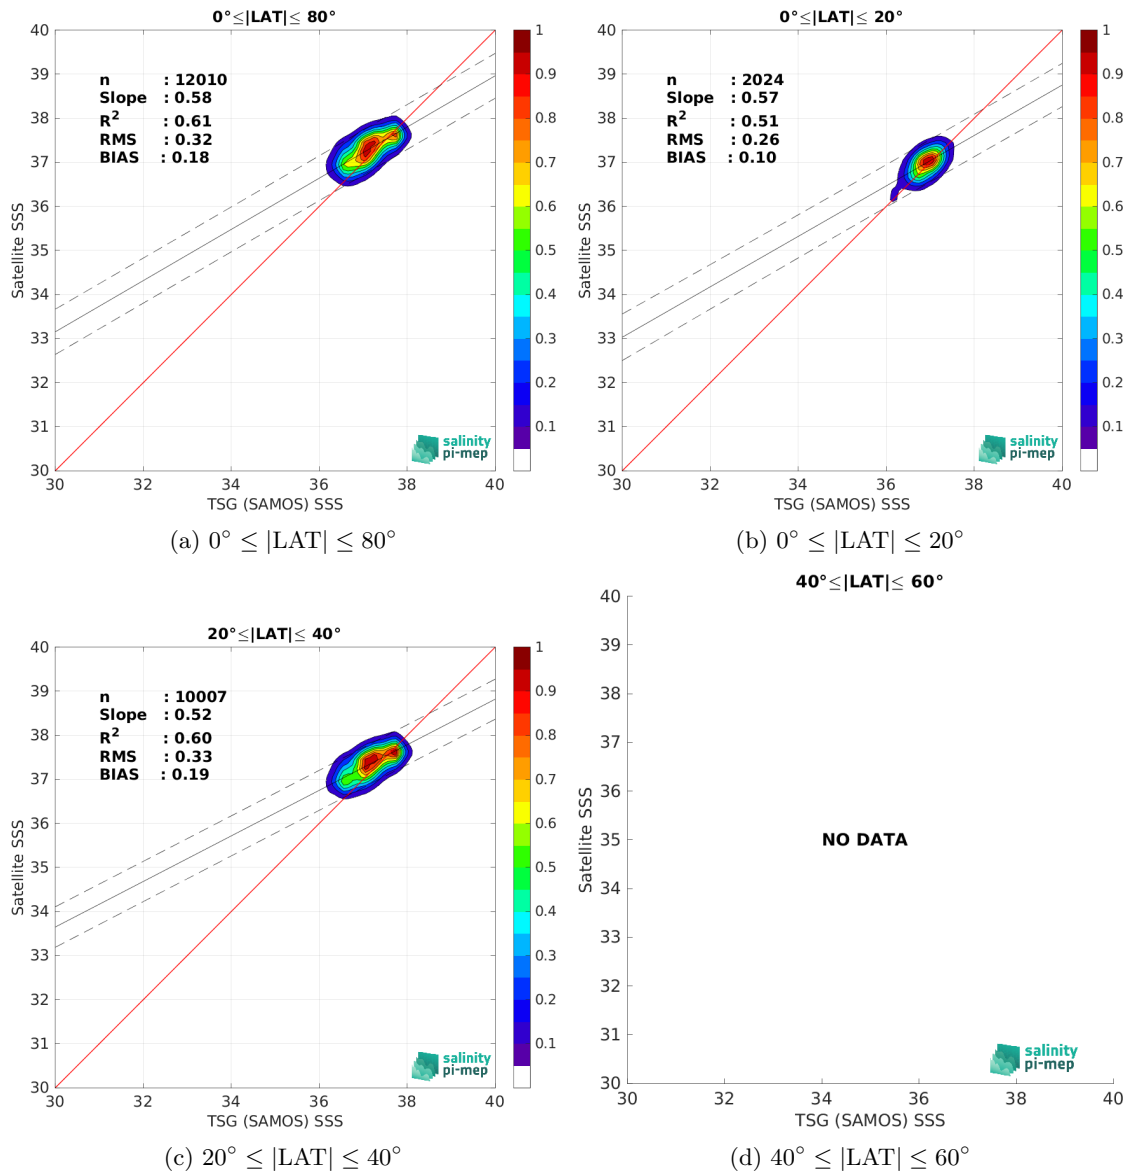 0°≤|LAT|≤ 80°
40
39
38
37
36
35
34
33
32
31
30
Satellite SSS
n : 12010
Slope : 0.58
R2 : 0.61
RMS : 0.32
BIAS : 0.18
1
0.9
0.8
0.7
0.6
0.5
0.4
0.3
0.2
0.1
salinity
pi-mep
30 32 34 36 38 40
TSG (SAMOS) SSS
(a) 0° ≤ |LAT| ≤ 80°
0°≤|LAT|≤ 20°
40
39
38
37
36
35
34
33
32
31
30
Satellite SSS
n : 2024
Slope : 0.57
R2 : 0.51
RMS : 0.26
BIAS : 0.10
1
0.9
0.8
0.7
0.6
0.5
0.4
0.3
0.2
0.1
salinity
pi-mep
30 32 34 36 38 40
TSG (SAMOS) SSS
(b) 0° ≤ |LAT| ≤ 20°
20°≤|LAT|≤ 40°
40
39
38
37
36
35
34
33
32
31
30
Satellite SSS
n : 10007
Slope : 0.52
R2 : 0.60
RMS : 0.33
BIAS : 0.19
1
0.9
0.8
0.7
0.6
0.5
0.4
0.3
0.2
0.1
salinity
pi-mep
30 32 34 36 38 40
TSG (SAMOS) SSS
(c) 20° ≤ |LAT| ≤ 40°
40°≤|LAT|≤ 60°
40
39
38
37
36
35
34
33
32
31
30
Satellite SSS
NO DATA
salinity
pi-mep
30 32 34 36 38 40
TSG (SAMOS) SSS
(d) 40° ≤ |LAT| ≤ 60°